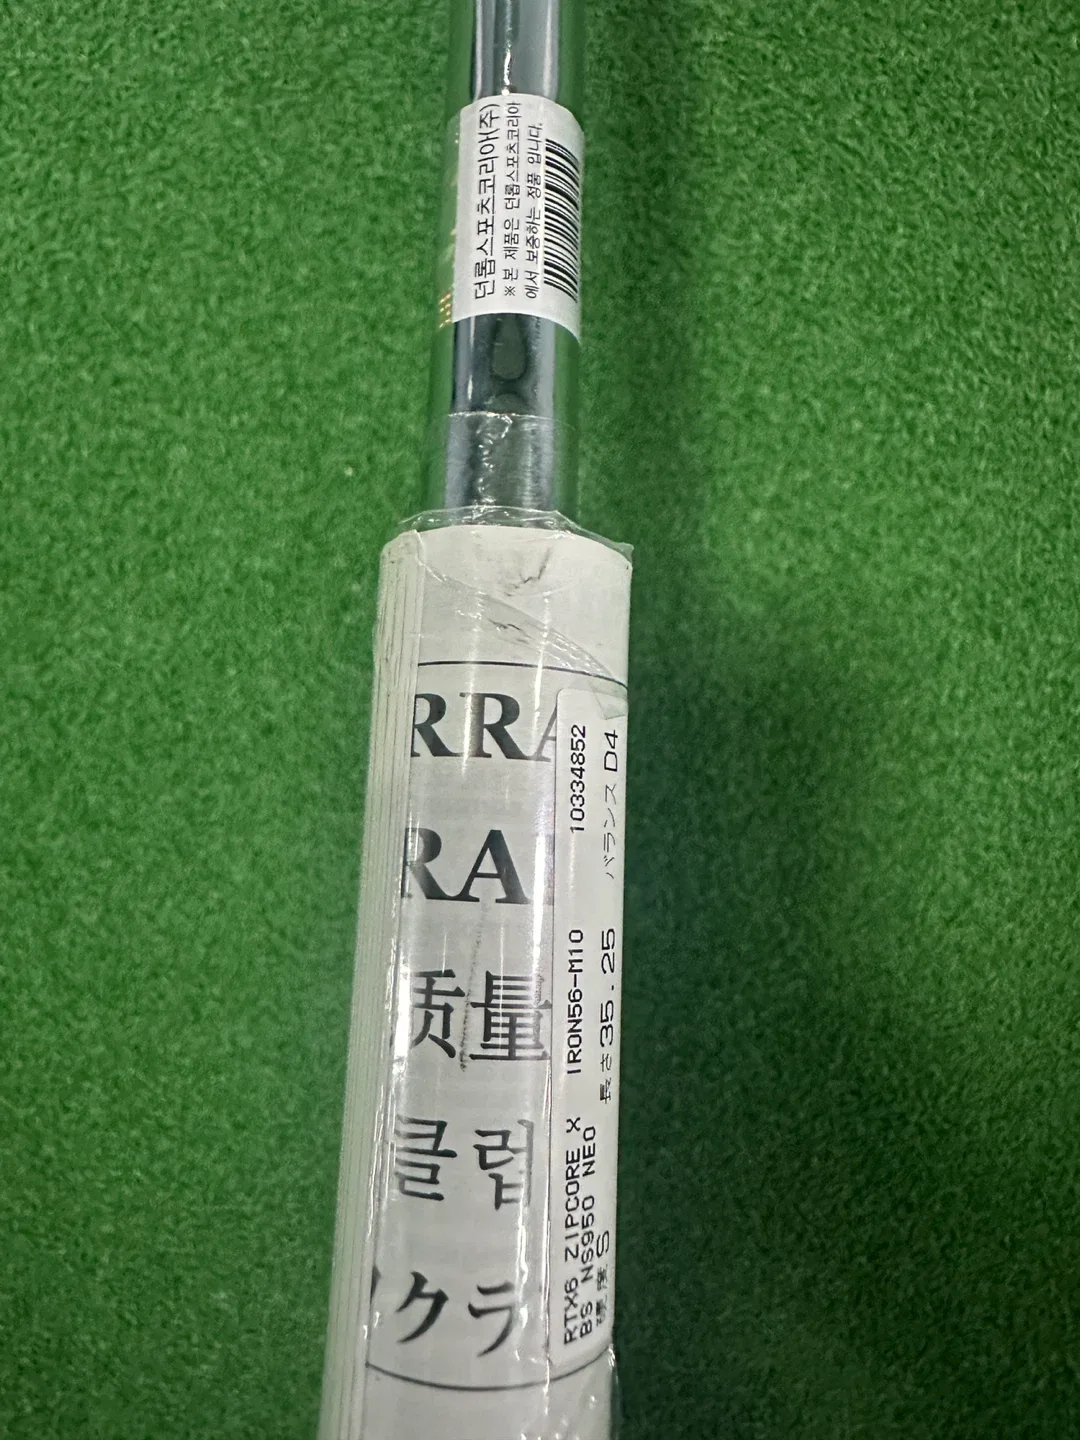 던롭스포츠코리아(주)
※본 제품은 던롭스포츠코리아
에서 보증하는 정품 입니다.
RRA
RA
质量
클럽
クラ
RTX6 ZIPCORE X IRON56-M10 10334852
BS NS950 NEO
硬度S 長さ35.25 バランス D4